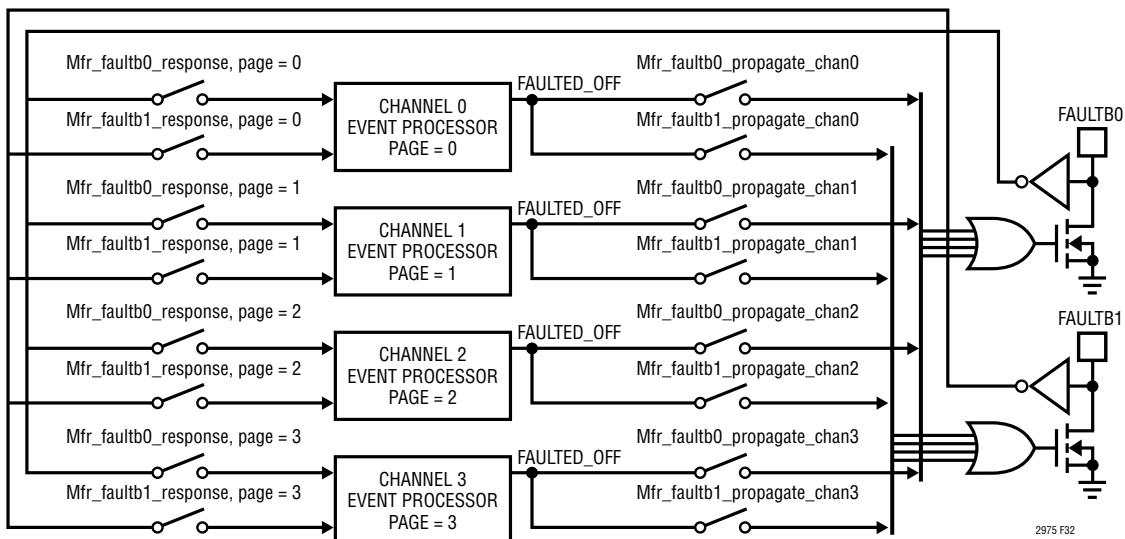 Mfr_faultb0_response, page = 0
Mfr_faultb0_propagate_chan0
FAULTED_OFF
CHANNEL 0
EVENT PROCESSOR
PAGE = 0
Mfr_faultb1_response, page = 0
Mfr_faultb1_propagate_chan0
FAULTB0
Mfr_faultb0_response, page = 1
Mfr_faultb0_propagate_chan1
FAULTED_OFF
CHANNEL 1
EVENT PROCESSOR
PAGE = 1
Mfr_faultb1_response, page = 1
Mfr_faultb1_propagate_chan1
Mfr_faultb0_response, page = 2
Mfr_faultb0_propagate_chan2
FAULTB1
FAULTED_OFF
CHANNEL 2
EVENT PROCESSOR
PAGE = 2
Mfr_faultb1_response, page = 2
Mfr_faultb1_propagate_chan2
Mfr_faultb0_response, page = 3
Mfr_faultb0_propagate_chan3
FAULTED_OFF
CHANNEL 3
EVENT PROCESSOR
PAGE = 3
Mfr_faultb1_response, page = 3
Mfr_faultb1_propagate_chan3
2975 F32